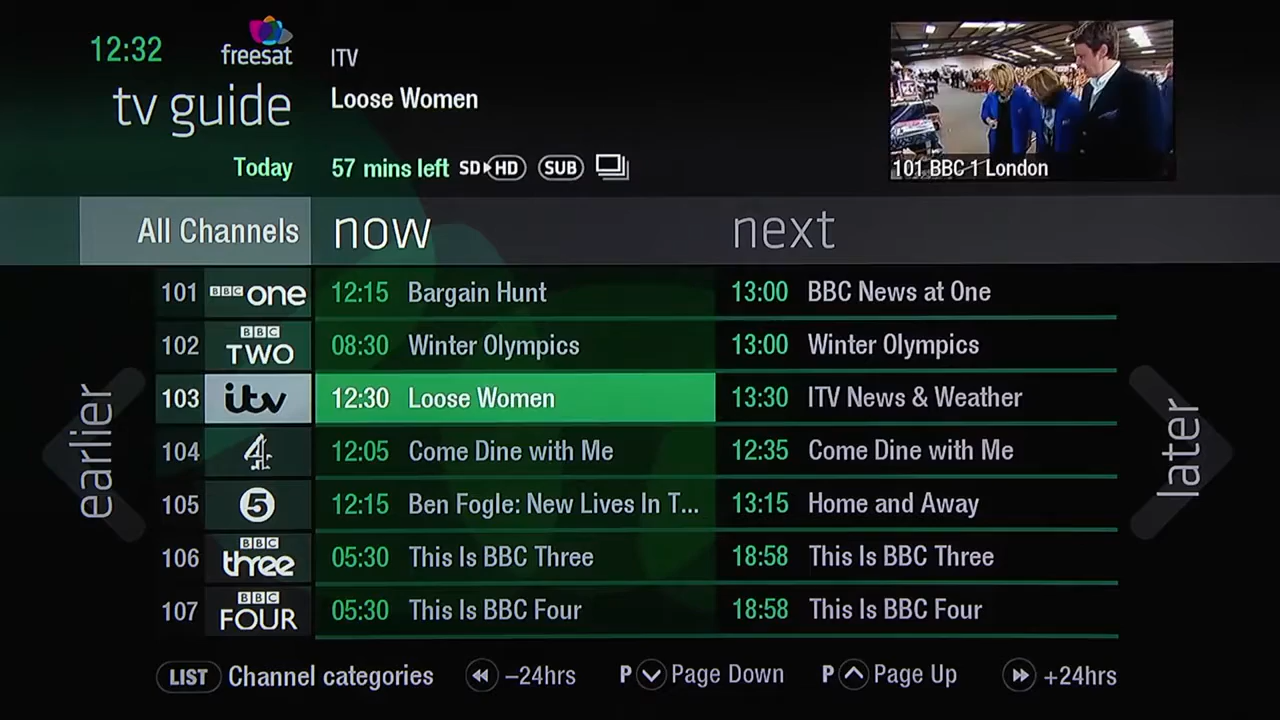 12:32
freesat
tv guide
Today
ITV
Loose Women
57 mins left SD HD SUB
101 BBC 1 London
All Channels now next
101 BBC one 12:15 Bargain Hunt 13:00 BBC News at One
102 BBC TWO 08:30 Winter Olympics 13:00 Winter Olympics
103 itv 12:30 Loose Women 13:30 ITV News & Weather
104 4 12:05 Come Dine with Me 12:35 Come Dine with Me
105 5 12:15 Ben Fogle: New Lives In T... 13:15 Home and Away
106 BBC three 05:30 This Is BBC Three 18:58 This Is BBC Three
107 BBC FOUR 05:30 This Is BBC Four 18:58 This Is BBC Four
earlier
later
LIST Channel categories −24hrs P Page Down P Page Up +24hrs